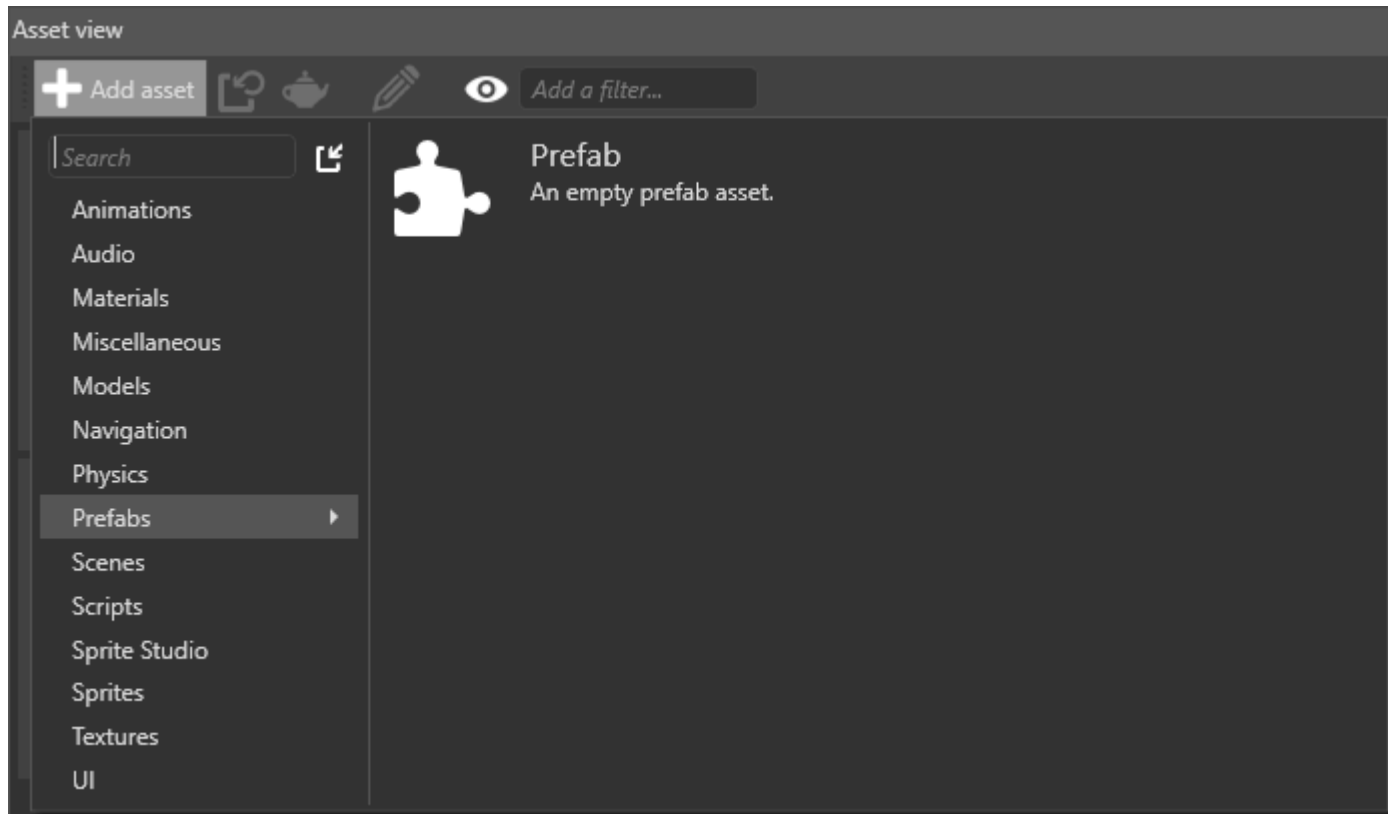 Asset view
Add asset
Add a filter...
Search
Animations
Audio
Materials
Miscellaneous
Models
Navigation
Physics
Prefabs
Scenes
Scripts
Sprite Studio
Sprites
Textures
UI
Prefab
An empty prefab asset.